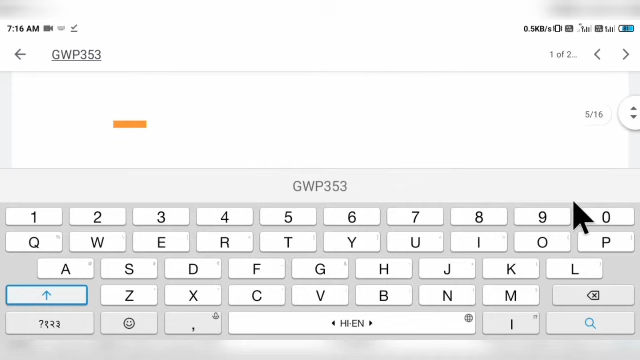 7:16 AM 0.5KB/s
GWP353 1 of 2...
5/16
GWP353
1 2 3 4 5 6 7 8 9 0
Q W E R T Y U I O P
A S D F G H J K L
Z X C V B N M
?१२३ , HI-EN ।